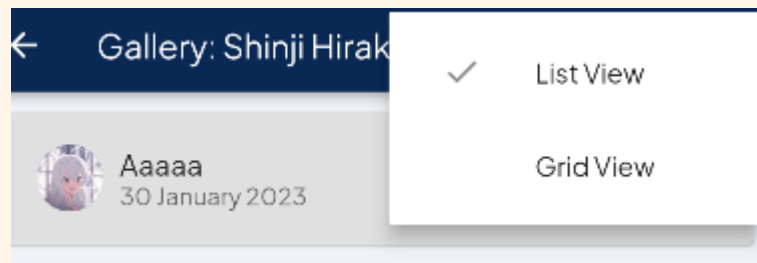 Gallery: Shinji Hirak
List View
Aaaaa
30 January 2023
Grid View